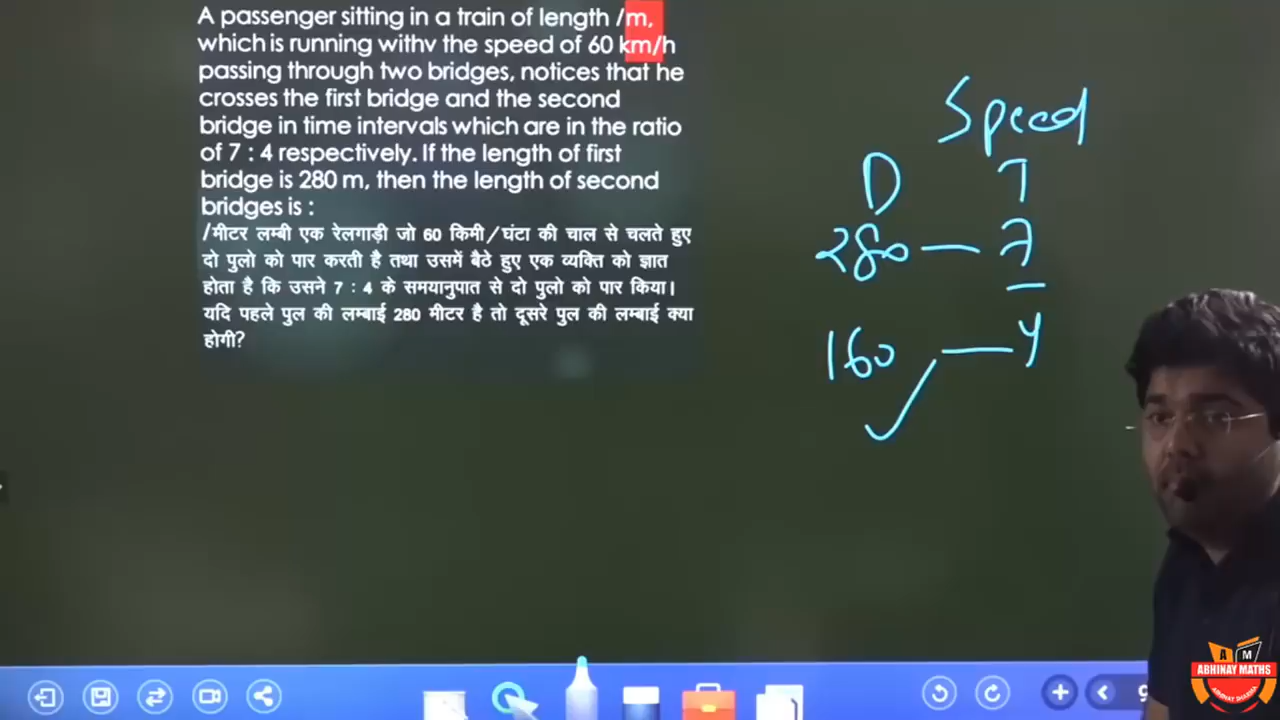 A passenger sitting in a train of length /m,
which is running withv the speed of 60 km/h
passing through two bridges, notices that he
crosses the first bridge and the second
bridge in time intervals which are in the ratio
of 7 : 4 respectively. If the length of first
bridge is 280 m, then the length of second
bridges is :
/मीटर लम्बी एक रेलगाड़ी जो 60 किमी/घंटा की चाल से चलते हुए
दो पुलो को पार करती है तथा उसमें बैठे हुए एक व्यक्ति को ज्ञात
होता है कि उसने 7 : 4 के समयानुपात से दो पुलो को पार किया।
यदि पहले पुल की लम्बाई 280 मीटर है तो दूसरे पुल की लम्बाई क्या
होगी?
Speed
D T
280 — 7
160 — 4
9
A M
ABHINAY MATHS
ABHINAY SHARMA